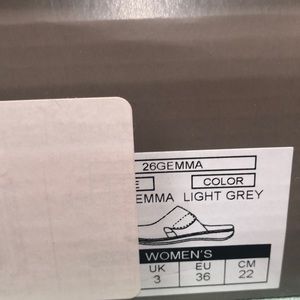 26GEMMA
COLOR
EMMA LIGHT GREY
WOMEN'S
UK EU CM
3 36 22